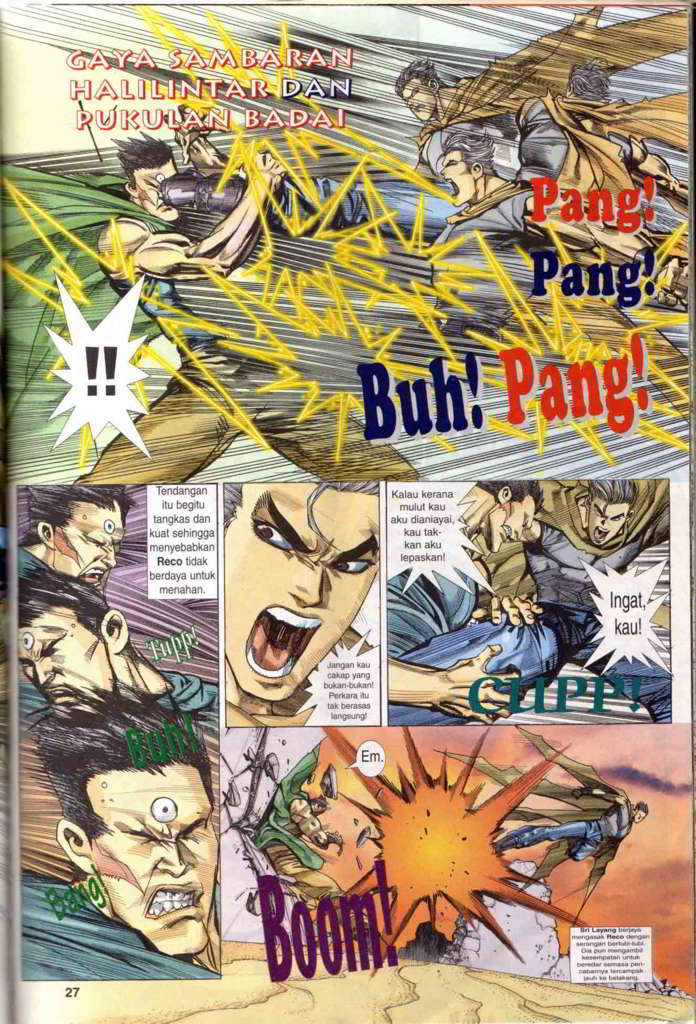 GAYA SAMBARAN
HALILINTAR DAN
PUKULAN BADAI
Pang!
Pang!
Buh! Pang!
!!
Tendangan
itu begitu
tangkas dan
kuat sehingga
menyebabkan
Reco tidak
berdaya untuk
menahan.
Cupp!
Buh!
Bang!
Jangan kau
cakap yang
bukan-bukan!
Perkara itu
tak berasas
langsung!
Kalau kerana
mulut kau
aku dianiayai,
kau tak-
kan aku
lepaskan!
Ingat,
kau!
CUPP!
Em.
Boom!
Sri Layang berjaya
mengasak Reco dengan
serangan bertubi-tubi.
Dia pun mengambil
kesempatan untuk
beredar semasa pen-
cabarnya tercampak
jauh ke belakang.
27